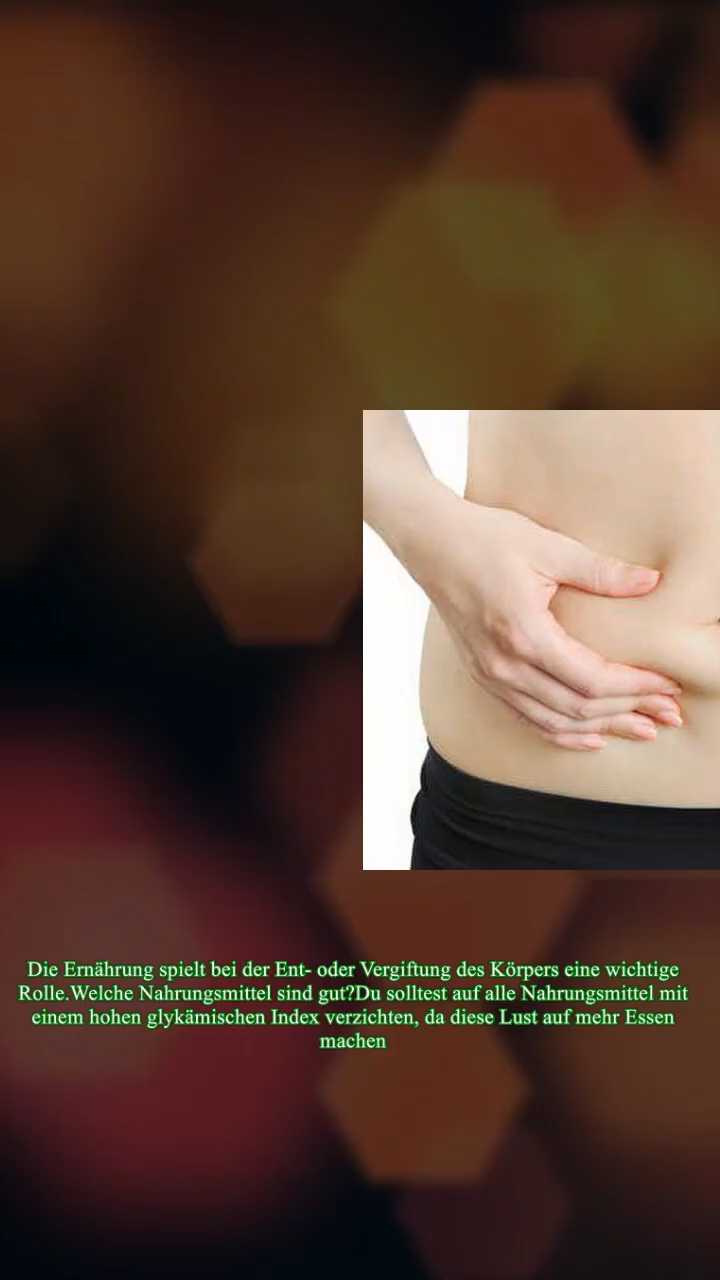 Die Ernährung spielt bei der Ent- oder Vergiftung des Körpers eine wichtige
Rolle.Welche Nahrungsmittel sind gut?Du solltest auf alle Nahrungsmittel mit
einem hohen glykämischen Index verzichten, da diese Lust auf mehr Essen
machen